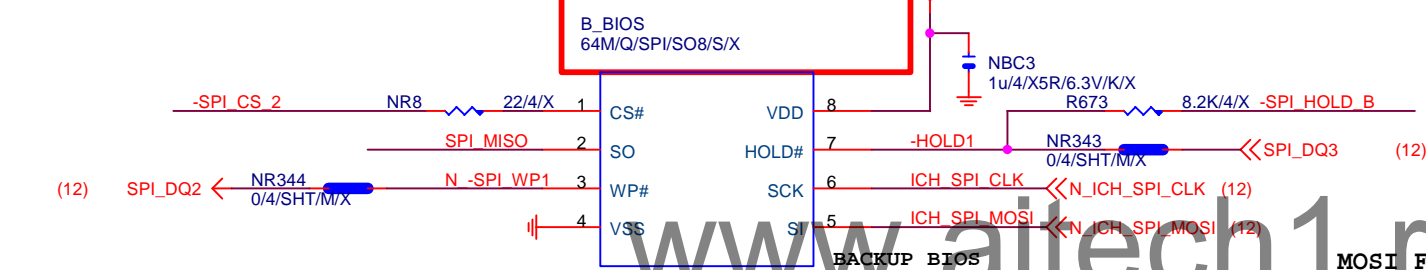 B_BIOS
64M/Q/SPI/SO8/S/X
NBC3
1u/4/X5R/6.3V/K/X
-SPI_CS_2 NR8 22/4/X 1 CS# VDD 8 R673 8.2K/4/X -SPI_HOLD_B
SPI_MISO 2 SO HOLD# 7 -HOLD1 NR343 SPI_DQ3 (12)
0/4/SHT/M/X
(12) SPI_DQ2 NR344 N_-SPI_WP1 3 WP# SCK 6 ICH_SPI_CLK N_ICH_SPI_CLK (12)
0/4/SHT/M/X
4 VSS SI 5 ICH_SPI_MOSI N_ICH_SPI_MOSI (12)
www.aitech1.
BACKUP BIOS
MOSI